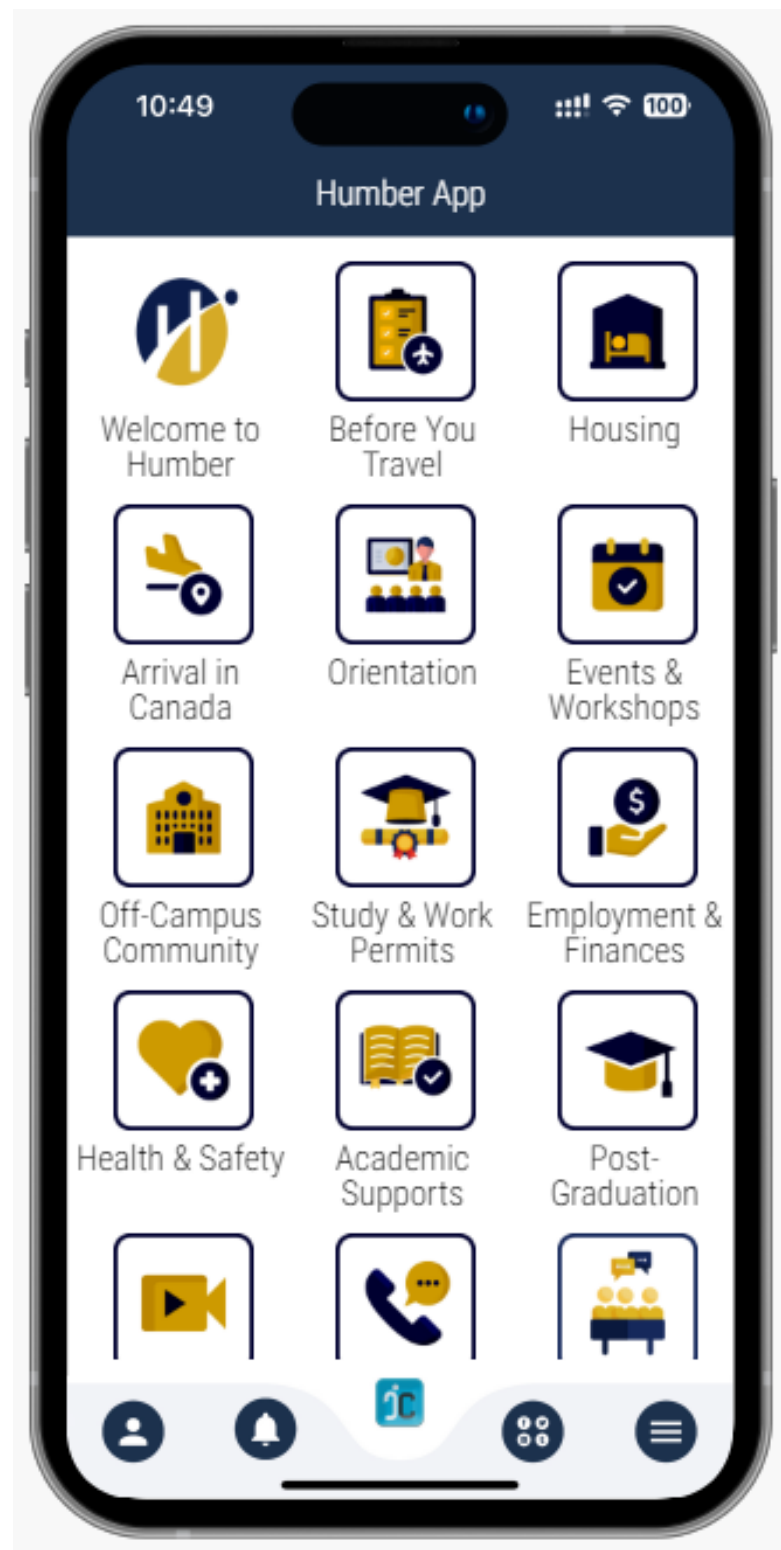 10:49
100
Humber App
Welcome to
Humber
Before You
Travel
Housing
Arrival in
Canada
Orientation
Events &
Workshops
Off-Campus
Community
Study & Work
Permits
Employment &
Finances
Health & Safety
Academic
Supports
Post-
Graduation